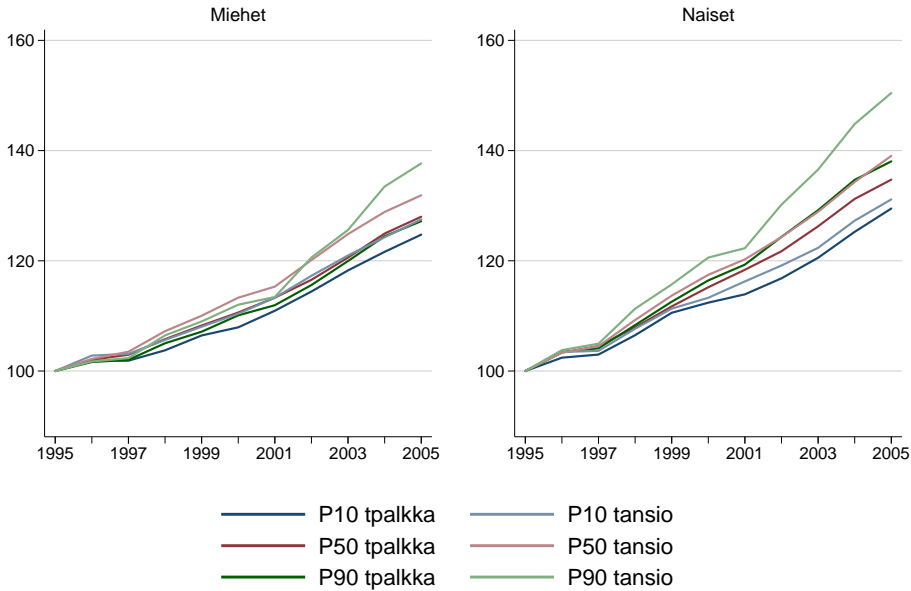 Miehet
160
140
120
100
1995 1997 1999 2001 2003 2005
Naiset
160
140
120
100
1995 1997 1999 2001 2003 2005
P10 tpalkka P10 tansio
P50 tpalkka P50 tansio
P90 tpalkka P90 tansio